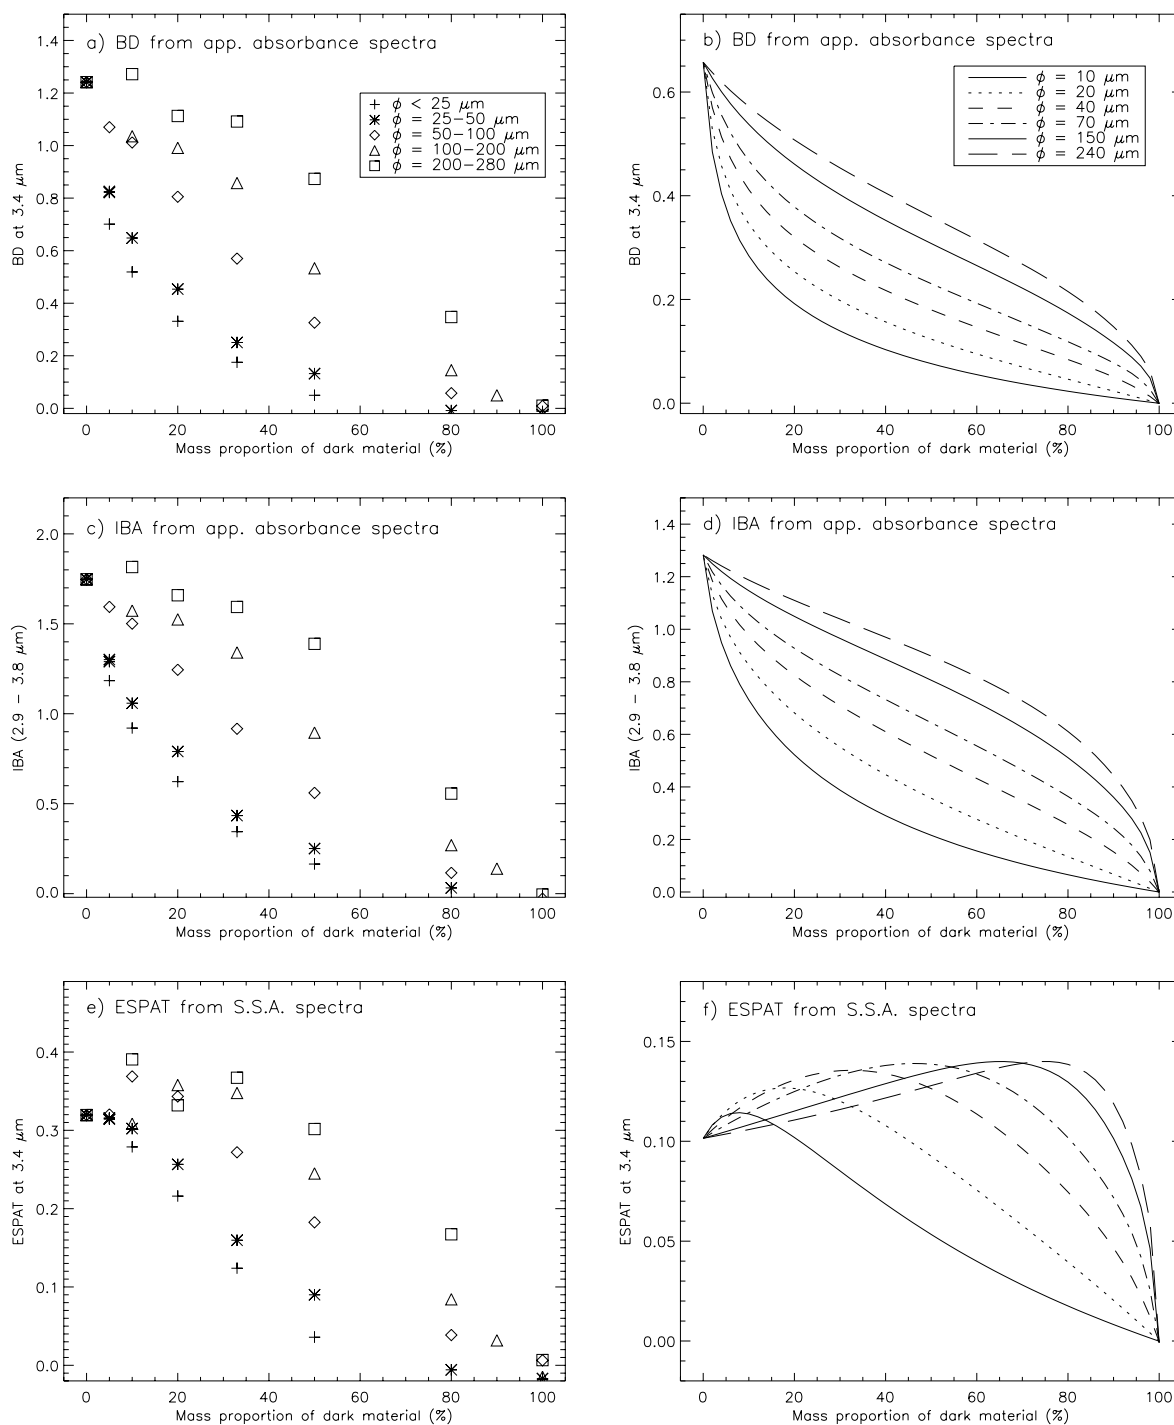 a) BD from app. absorbance spectra
ϕ < 25 μm
ϕ = 25−50 μm
ϕ = 50−100 μm
ϕ = 100−200 μm
ϕ = 200−280 μm
BD at 3.4 μm
1.4
1.2
1.0
0.8
0.6
0.4
0.2
0.0
0 20 40 60 80 100
Mass proportion of dark material (%)
b) BD from app. absorbance spectra
ϕ = 10 μm
ϕ = 20 μm
ϕ = 40 μm
ϕ = 70 μm
ϕ = 150 μm
ϕ = 240 μm
BD at 3.4 μm
0.6
0.4
0.2
0.0
0 20 40 60 80 100
Mass proportion of dark material (%)
c) IBA from app. absorbance spectra
IBA (2.9 − 3.8 μm)
2.0
1.5
1.0
0.5
0.0
0 20 40 60 80 100
Mass proportion of dark material (%)
d) IBA from app. absorbance spectra
IBA (2.9 − 3.8 μm)
1.4
1.2
1.0
0.8
0.6
0.4
0.2
0.0
0 20 40 60 80 100
Mass proportion of dark material (%)
e) ESPAT from S.S.A. spectra
ESPAT at 3.4 μm
0.4
0.3
0.2
0.1
0.0
0 20 40 60 80 100
Mass proportion of dark material (%)
f) ESPAT from S.S.A. spectra
ESPAT at 3.4 μm
0.15
0.10
0.05
0.00
0 20 40 60 80 100
Mass proportion of dark material (%)